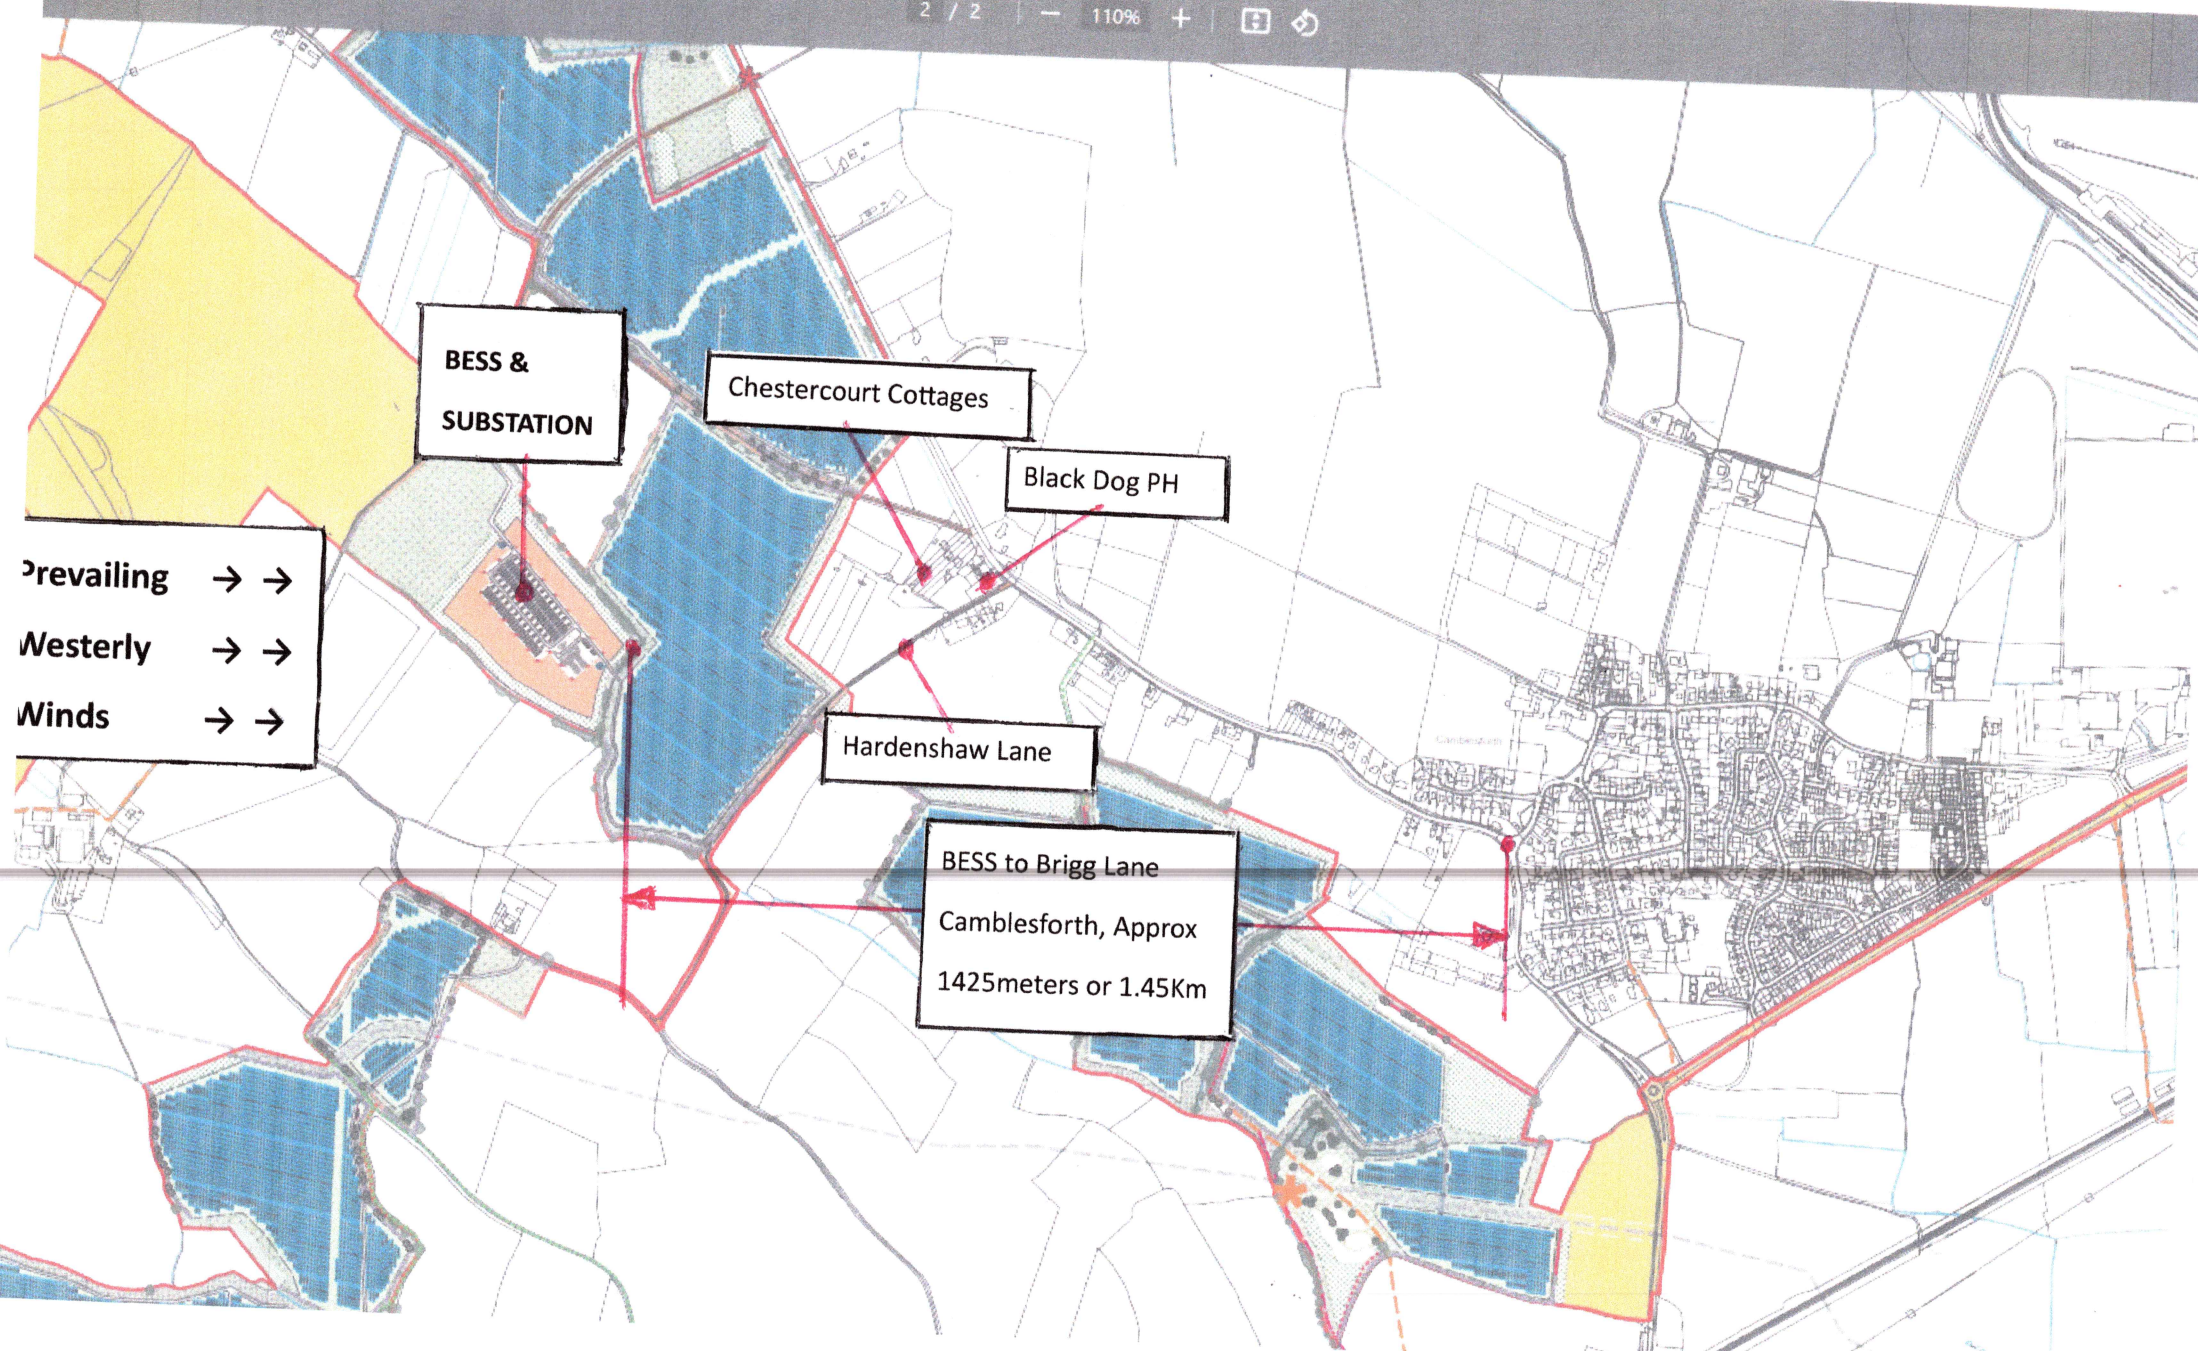 2 / 2 — 110% +
BESS &
SUBSTATION
Chestercourt Cottages
Black Dog PH
Prevailing → →
Westerly → →
Winds → →
Hardenshaw Lane
Camblesforth
BESS to Brigg Lane
Camblesforth, Approx
1425meters or 1.45Km